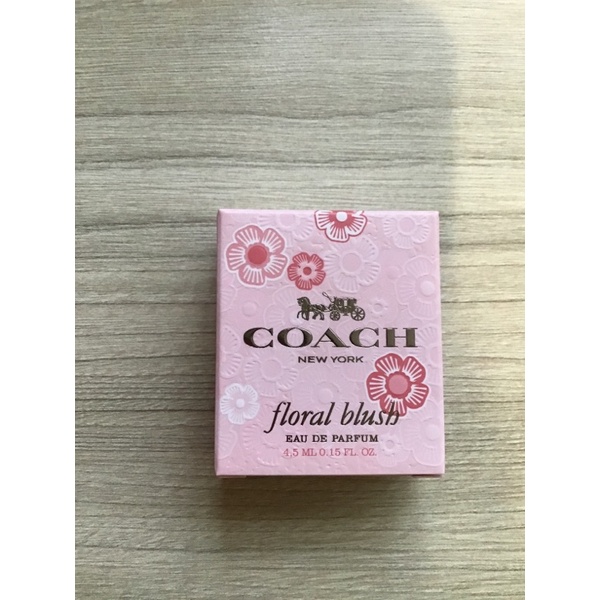 COACH
NEW YORK
floral blush
EAU DE PARFUM
4.5 ML 0.15 FL. OZ.